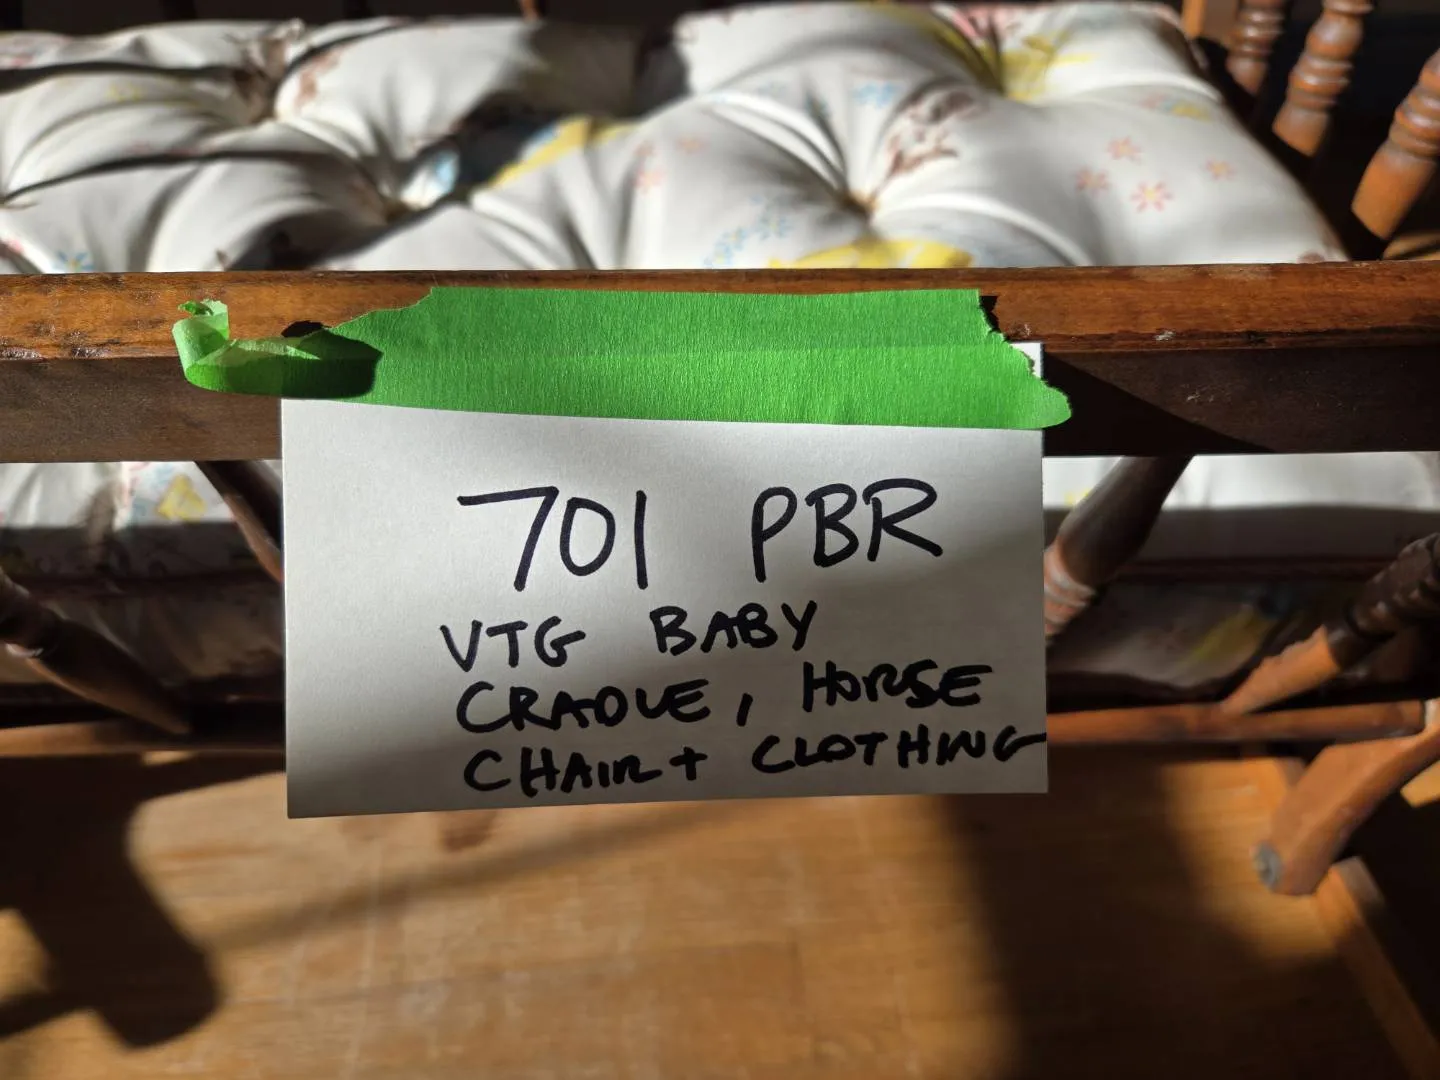 701 PBR
VTG BABY
CRADLE, HORSE
CHAIR + CLOTHING